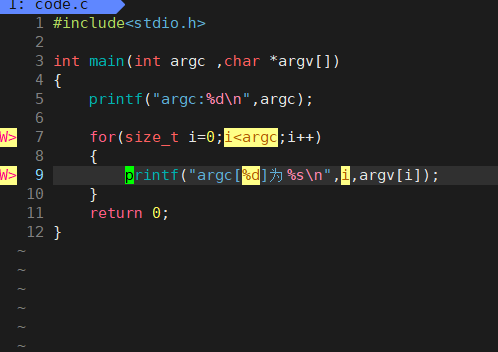 1: code.c
1 #include<stdio.h>
2
3 int main(int argc ,char *argv[])
4 {
5     printf("argc:%d\n",argc);
6
W> 7     for(size_t i=0;i<argc;i++)
8     {
W> 9         printf("argc[%d]为%s\n",i,argv[i]);
10     }
11     return 0;
12 }
~
~
~
~
~
~